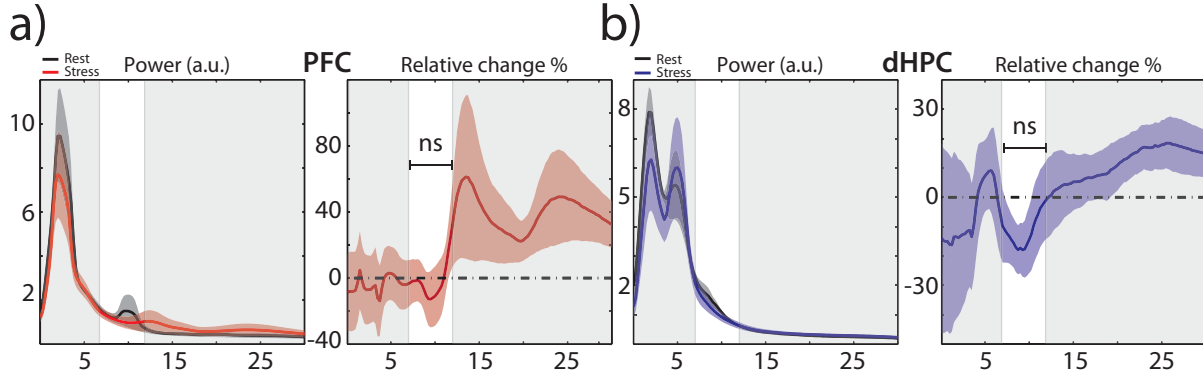 a)
b)
Rest
Stress
Power (a.u.)
PFC
Relative change %
Rest
Stress
Power (a.u.)
dHPC
Relative change %
10
6
2
ns
80
40
0
-40
8
5
2
ns
30
0
-30
5
15
25
5
15
25
5
15
25
5
15
25